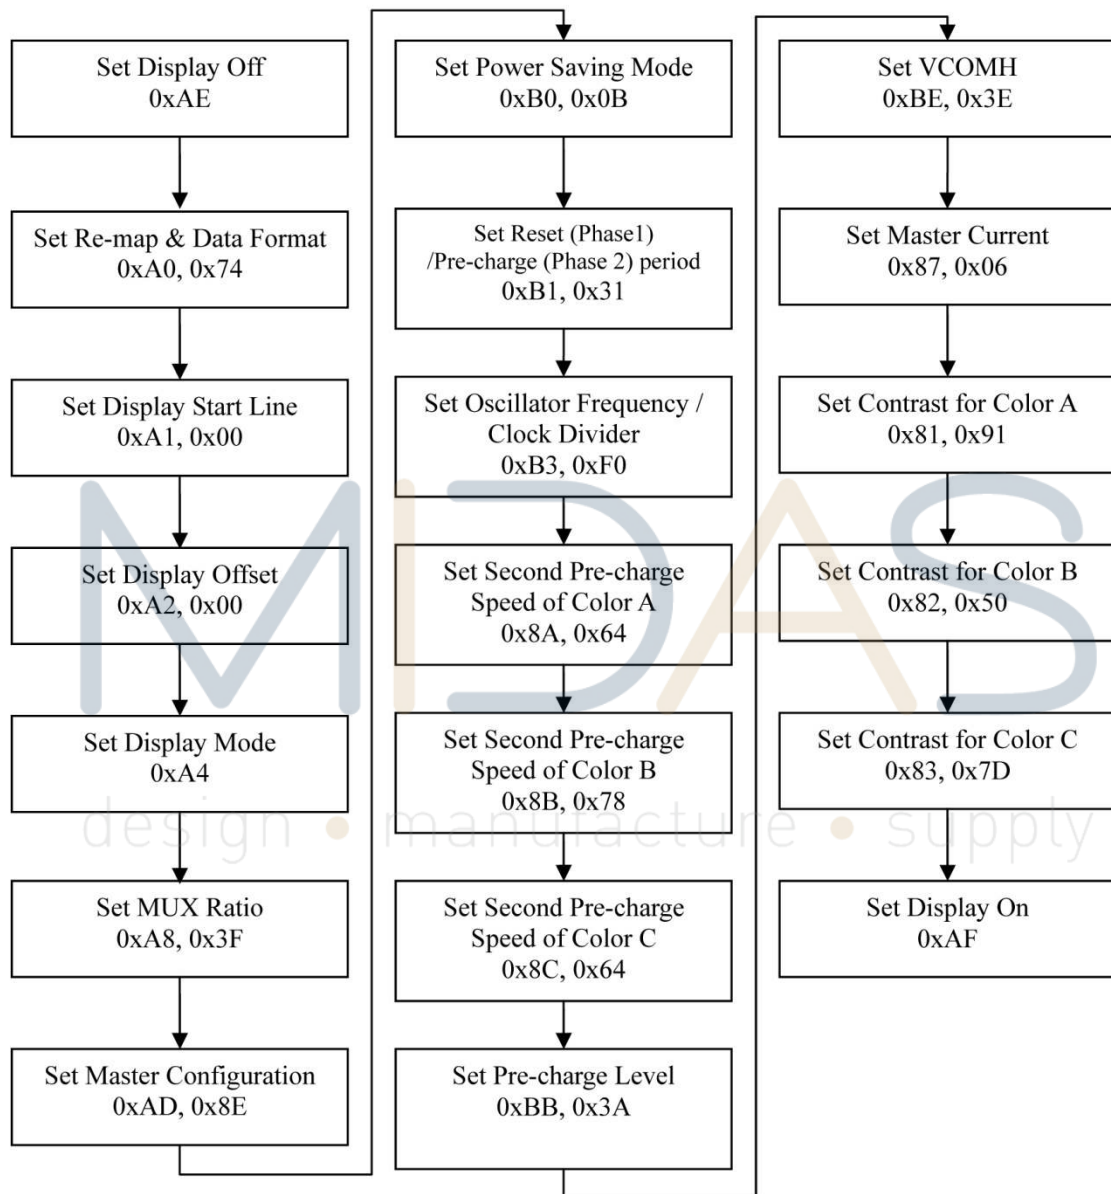 Set Display Off
0xAE
Set Re-map & Data Format
0xA0, 0x74
Set Display Start Line
0xA1, 0x00
Set Display Offset
0xA2, 0x00
Set Display Mode
0xA4
Set MUX Ratio
0xA8, 0x3F
Set Master Configuration
0xAD, 0x8E
Set Power Saving Mode
0xB0, 0x0B
Set Reset (Phase1)
/Pre-charge (Phase 2) period
0xB1, 0x31
Set Oscillator Frequency /
Clock Divider
0xB3, 0xF0
Set Second Pre-charge
Speed of Color A
0x8A, 0x64
Set Second Pre-charge
Speed of Color B
0x8B, 0x78
Set Second Pre-charge
Speed of Color C
0x8C, 0x64
Set Pre-charge Level
0xBB, 0x3A
Set VCOMH
0xBE, 0x3E
Set Master Current
0x87, 0x06
Set Contrast for Color A
0x81, 0x91
Set Contrast for Color B
0x82, 0x50
Set Contrast for Color C
0x83, 0x7D
Set Display On
0xAF
MIDAS
design • manufacture • supply